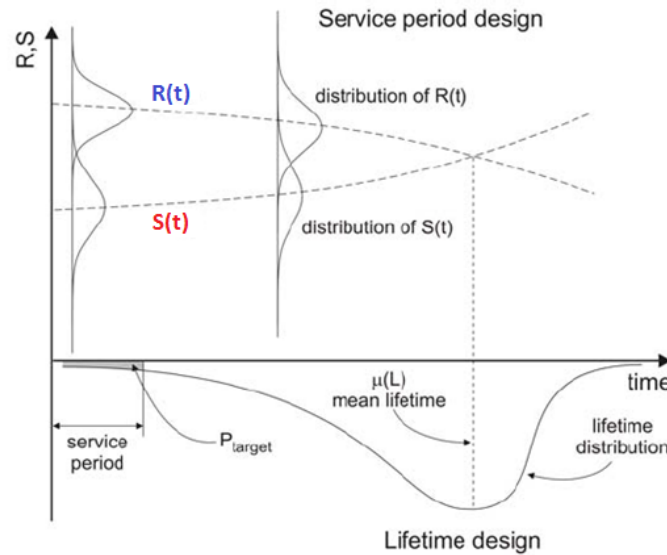 Service period design
R,S
R(t)
distribution of R(t)
S(t)
distribution of S(t)
time
μ(L)
mean lifetime
service
period
Ptarget
lifetime
distribution
Lifetime design